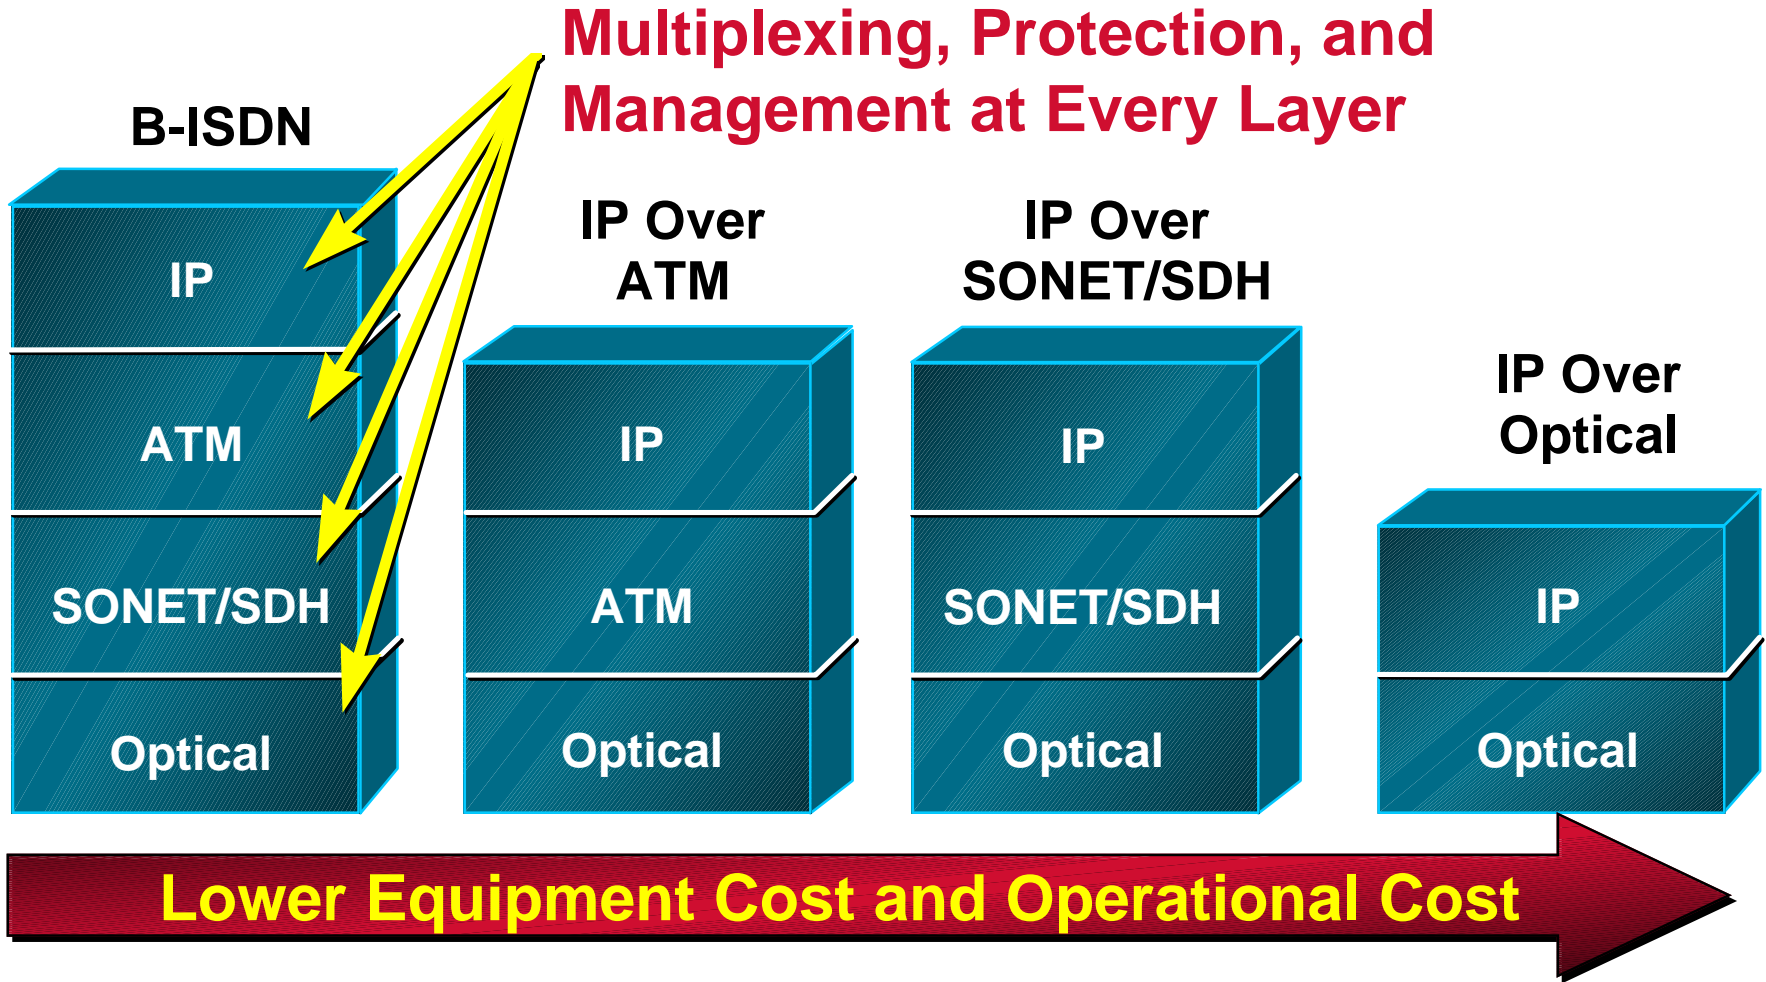 Multiplexing, Protection, and
Management at Every Layer
B-ISDN
IP
ATM
SONET/SDH
Optical
IP Over
ATM
IP
ATM
Optical
IP Over
SONET/SDH
IP
SONET/SDH
Optical
IP Over
Optical
IP
Optical
Lower Equipment Cost and Operational Cost